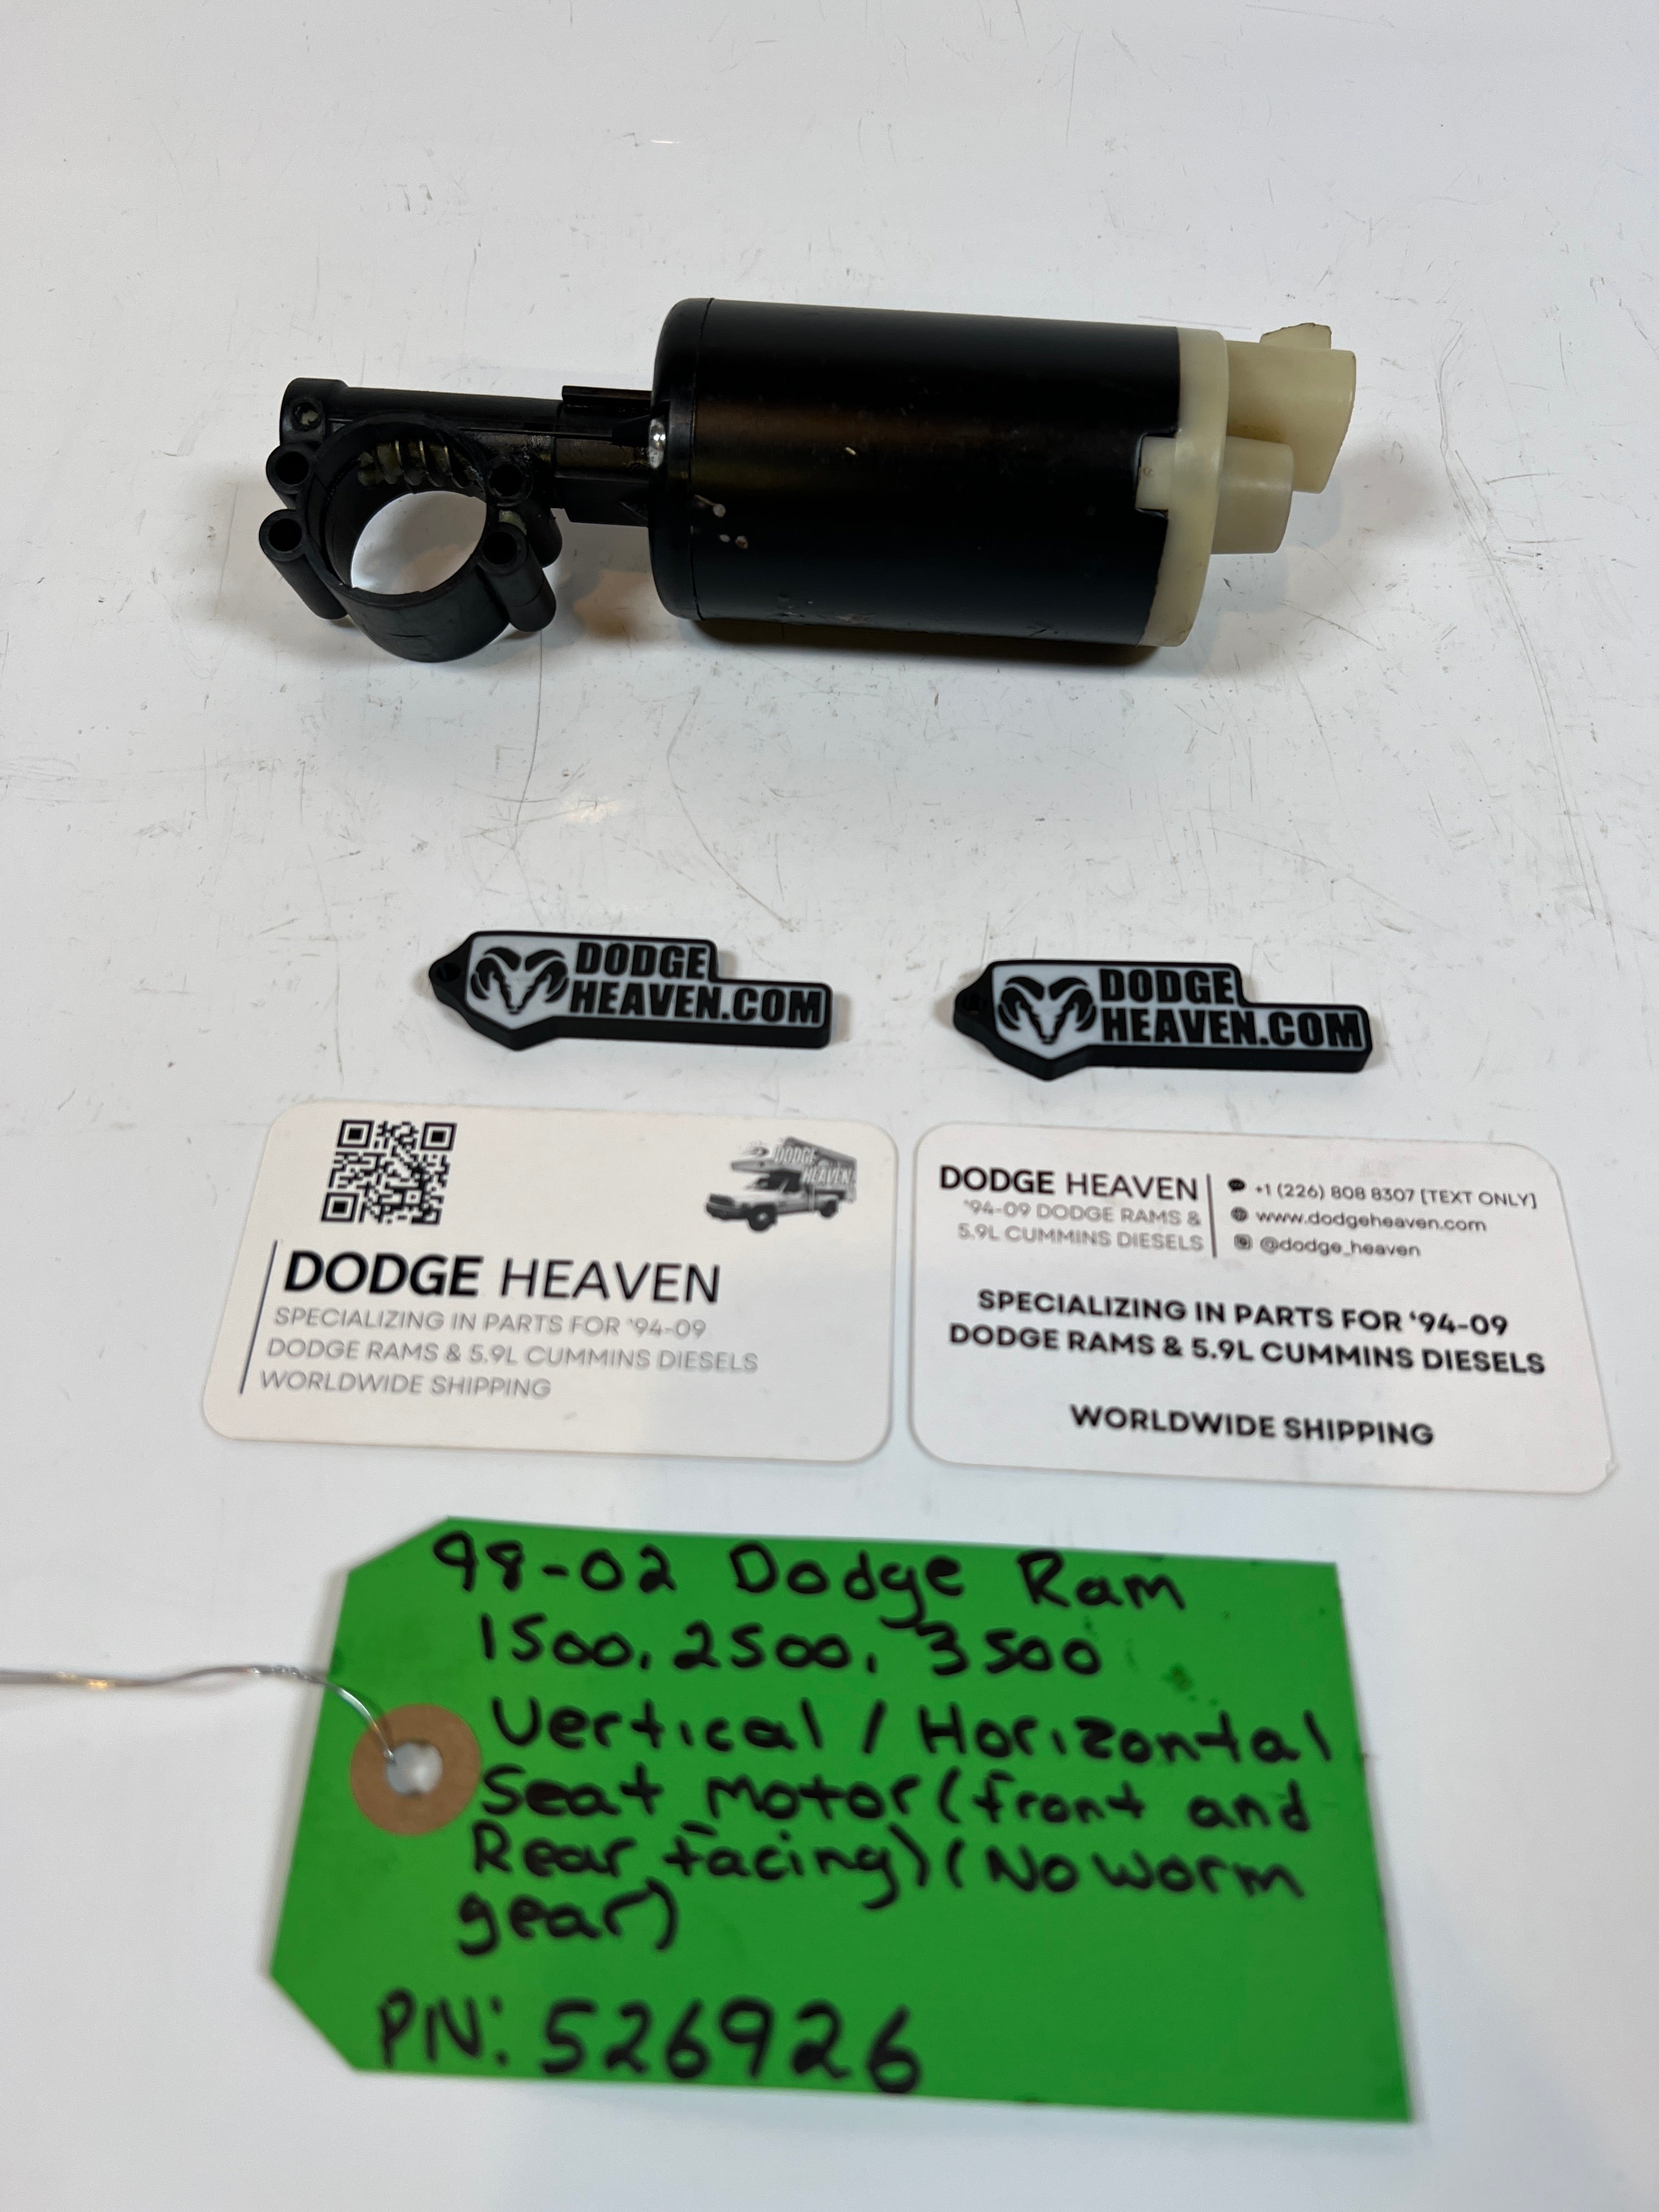 DODGE
HEAVEN.COM
DODGE
HEAVEN.COM
DODGE
HEAVEN
DODGE HEAVEN
SPECIALIZING IN PARTS FOR '94-09
DODGE RAMS & 5.9L CUMMINS DIESELS
WORLDWIDE SHIPPING
DODGE HEAVEN
'94-09 DODGE RAMS &
5.9L CUMMINS DIESELS
+1 (226) 808 8307 [TEXT ONLY]
www.dodgeheaven.com
@dodge_heaven
SPECIALIZING IN PARTS FOR '94-09
DODGE RAMS & 5.9L CUMMINS DIESELS
WORLDWIDE SHIPPING
98-02 Dodge Ram
1500, 2500, 3500
Vertical / Horizontal
Seat motor (front and
Rear facing) (No worm
gear)
PN: 526926